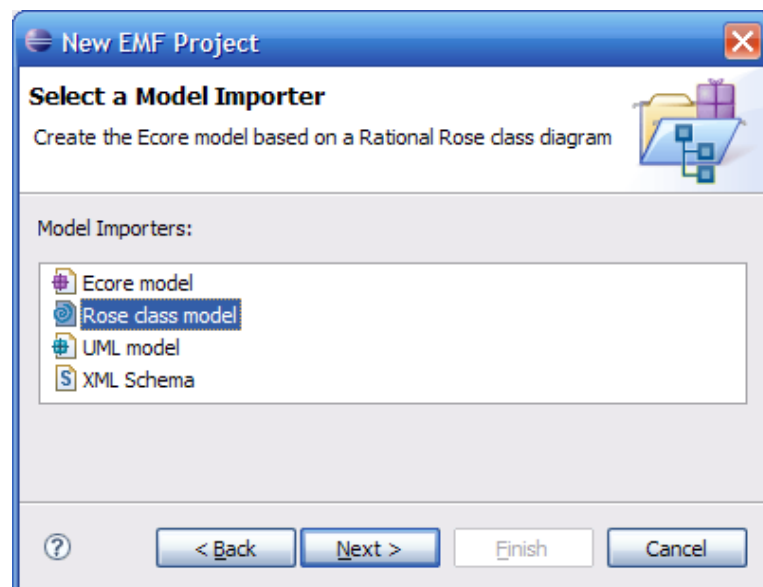 New EMF Project
Select a Model Importer
Create the Ecore model based on a Rational Rose class diagram
Model Importers:
Ecore model
Rose class model
UML model
S XML Schema
? < Back Next > Finish Cancel